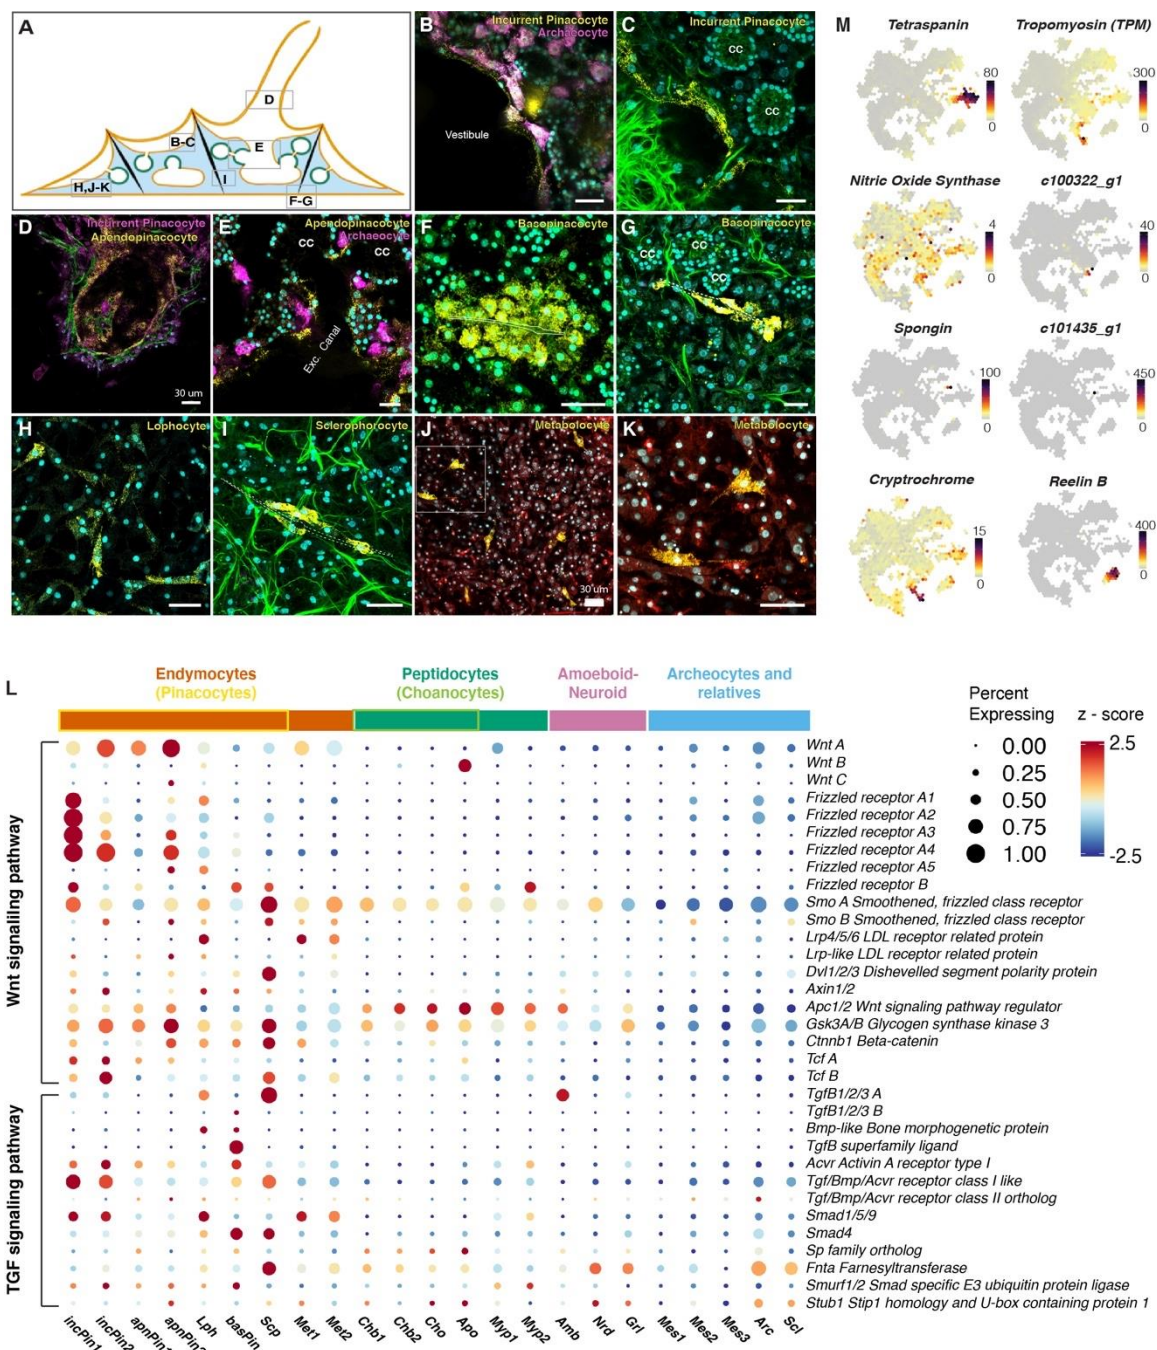 A
D
B-C
E
H,J-K
I
F-G
B
Incurrent Pinacocyte
Archaeocyte
Vestibule
C
Incurrent Pinacocyte
CC
CC
D
Incurrent Pinacocyte
Apendopinacocyte
30 um
E
Apendopinacocyte
Archaeocyte
CC
CC
Exc. Canal
F
Basopinacocyte
G
Basopinacocyte
CC
CC
CC
H
Lophocyte
I
Sclerophorocyte
J
Metabolocyte
30 um
K
Metabolocyte
M
Tetraspanin
80
0
Tropomyosin (TPM)
300
0
Nitric Oxide Synthase
4
0
c100322_g1
40
0
Spongin
100
0
c101435_g1
450
0
Cryptochrome
15
0
Reelin B
400
0
L
Endymocytes
(Pinacocytes)
Peptidocytes
(Choanocytes)
Amoeboid-
Neuroid
Archeocytes and
relatives
Percent
Expressing
0.00
0.25
0.50
0.75
1.00
z - score
2.5
-2.5
Wnt signaliling pathway
Wnt A
Wnt B
Wnt C
Frizzled receptor A1
Frizzled receptor A2
Frizzled receptor A3
Frizzled receptor A4
Frizzled receptor A5
Frizzled receptor B
Smo A Smoothened, frizzled class receptor
Smo B Smoothened, frizzled class receptor
Lrp4/5/6 LDL receptor related protein
Lrp-like LDL receptor related protein
Dvl1/2/3 Dishevelled segment polarity protein
Axin1/2
Apc1/2 Wnt signaling pathway regulator
Gsk3A/B Glycogen synthase kinase 3
Ctnnb1 Beta-catenin
Tcf A
Tcf B
TGF signaling pathway
TgfB1/2/3 A
TgfB1/2/3 B
Bmp-like Bone morphogenetic protein
TgfB superfamily ligand
Acvr Activin A receptor type I
Tgf/Bmp/Acvr receptor class I like
Tgf/Bmp/Acvr receptor class II ortholog
Smad1/5/9
Smad4
Sp family ortholog
Fnta Farnesyltransferase
Smurf1/2 Smad specific E3 ubiquitin protein ligase
Stub1 Stip1 homology and U-box containing protein 1
incPin1
incPin2
Lph
basPin
Scp
Met1
Met2
Chb1
Chb2
Cho
Apo
Myp1
Myp2
Amb
Nrd
Grl
Mes1
Mes2
Mes3
Arc
Scl